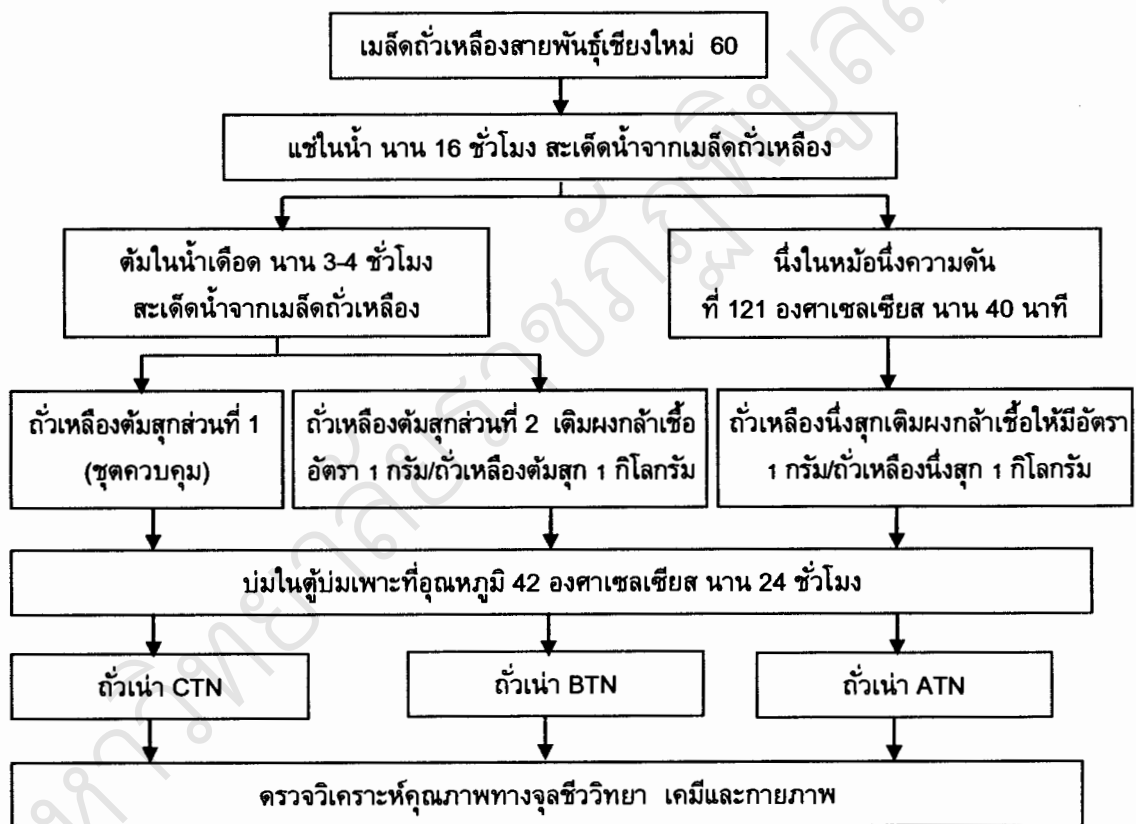 เมล็ดถั่วเหลืองสายพันธุ์เชียงใหม่ 60
แช่ในน้ำ นาน 16 ชั่วโมง สะเด็ดน้ำจากเมล็ดถั่วเหลือง
ต้มในน้ำเดือด นาน 3-4 ชั่วโมง
สะเด็ดน้ำจากเมล็ดถั่วเหลือง
นึ่งในหม้อนึ่งความดัน
ที่ 121 องศาเซลเซียส นาน 40 นาที
ถั่วเหลืองต้มสุกส่วนที่ 1
(ชุดควบคุม)
ถั่วเหลืองต้มสุกส่วนที่ 2 เติมผงกล้าเชื้อ
อัตรา 1 กรัม/ถั่วเหลืองต้มสุก 1 กิโลกรัม
ถั่วเหลืองนึ่งสุกเติมผงกล้าเชื้อให้มีอัตรา
1 กรัม/ถั่วเหลืองนึ่งสุก 1 กิโลกรัม
บ่มในตู้บ่มเพาะที่อุณหภูมิ 42 องศาเซลเซียส นาน 24 ชั่วโมง
ถั่วเน่า CTN
ถั่วเน่า BTN
ถั่วเน่า ATN
ตรวจวิเคราะห์คุณภาพทางจุลชีววิทยา เคมีและกายภาพ